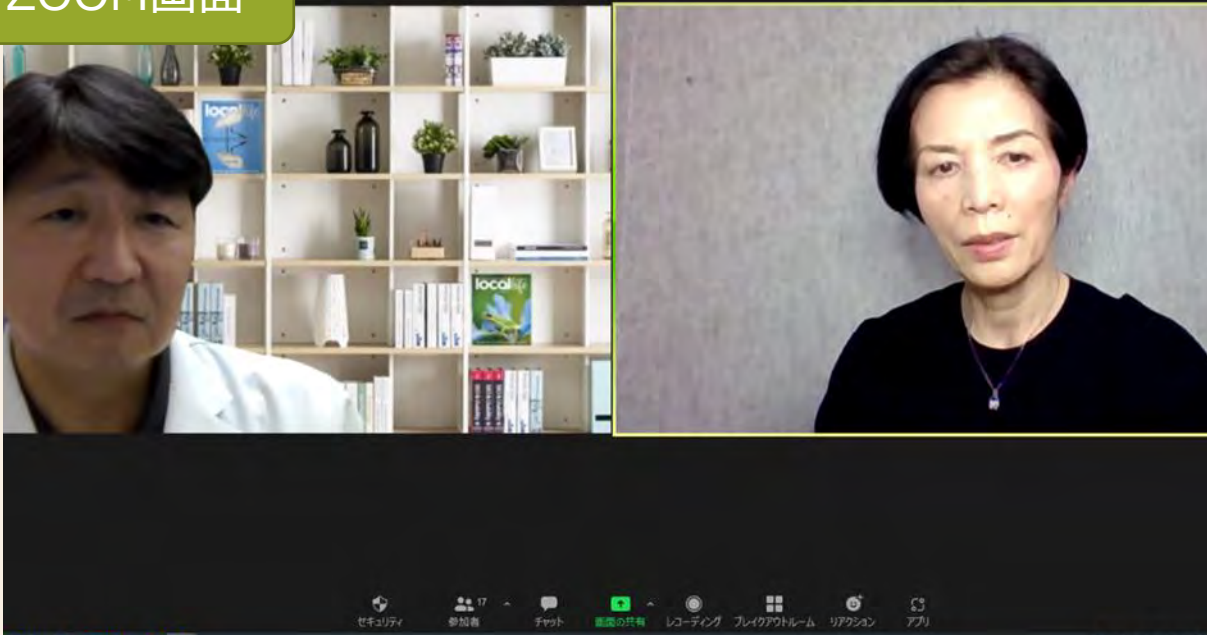 ZOOM画面
local life
local life
17
セキュリティ
参加者
チャット
画面の共有
レコーディング
ブレイクアウトルーム
リアクション
アプリ